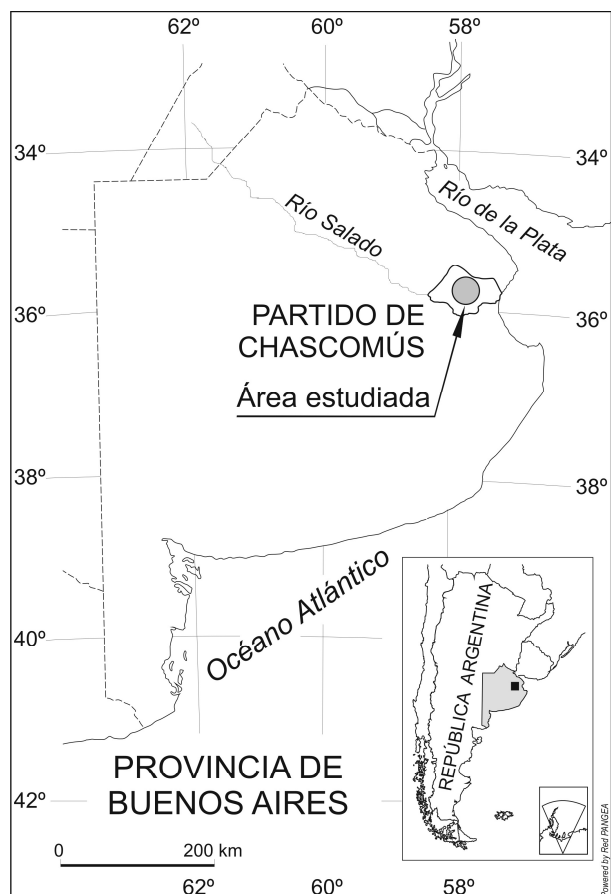 62º
60º
58º
34º
34º
Río Salado
Río de la Plata
36º
36º
PARTIDO DE
CHASCOMÚS
Área estudiada
38º
38º
Océano Atlántico
40º
REPÚBLICA ARGENTINA
PROVINCIA DE
BUENOS AIRES
42º
0
200 km
62º
60º
58º
Powered by Red PANGEA